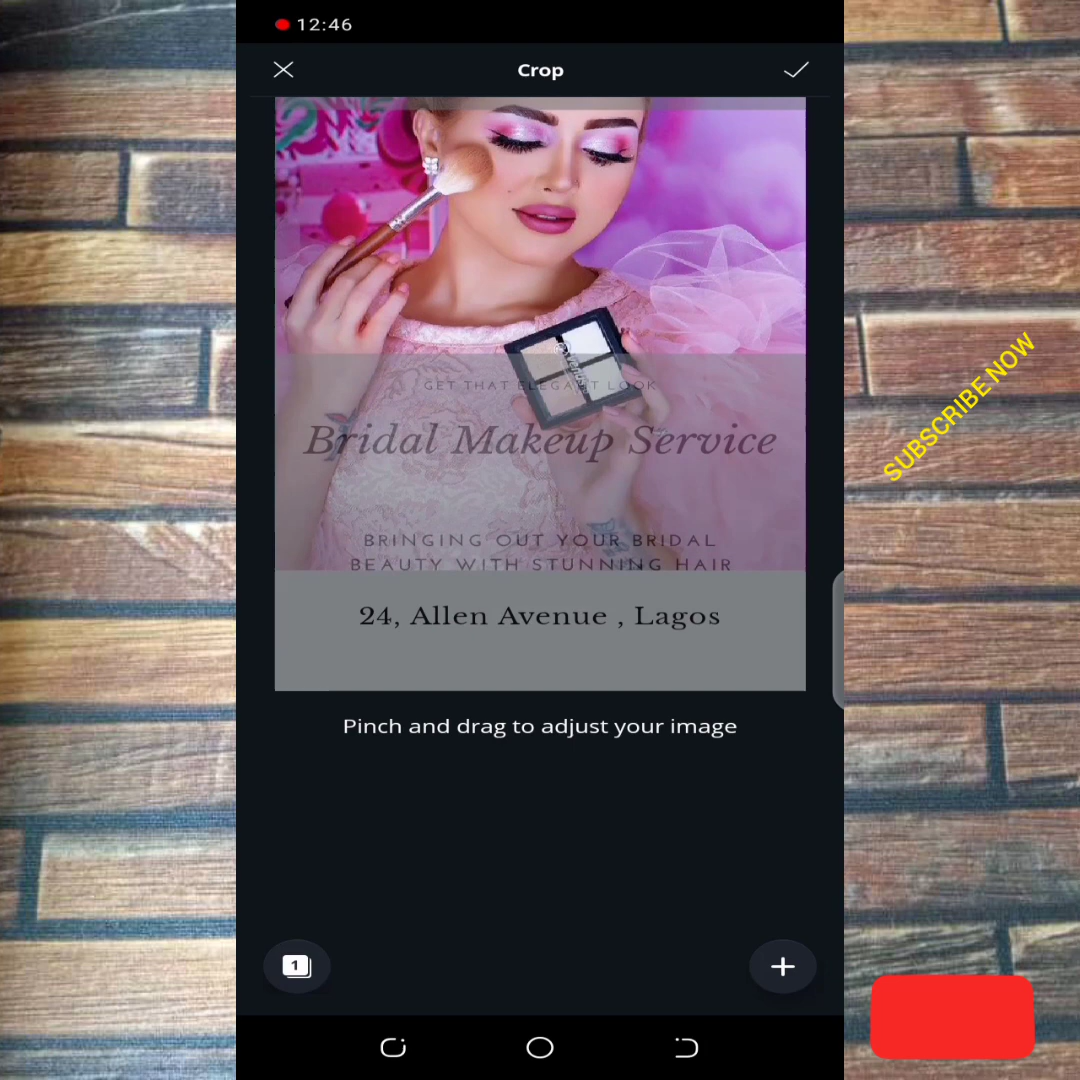 12:46
Crop
GET THAT ELEGANT LOOK
Bridal Makeup Service
BRINGING OUT YOUR BRIDAL
BEAUTY WITH STUNNING HAIR
24, Allen Avenue , Lagos
Pinch and drag to adjust your image
1
SUBSCRIBE NOW